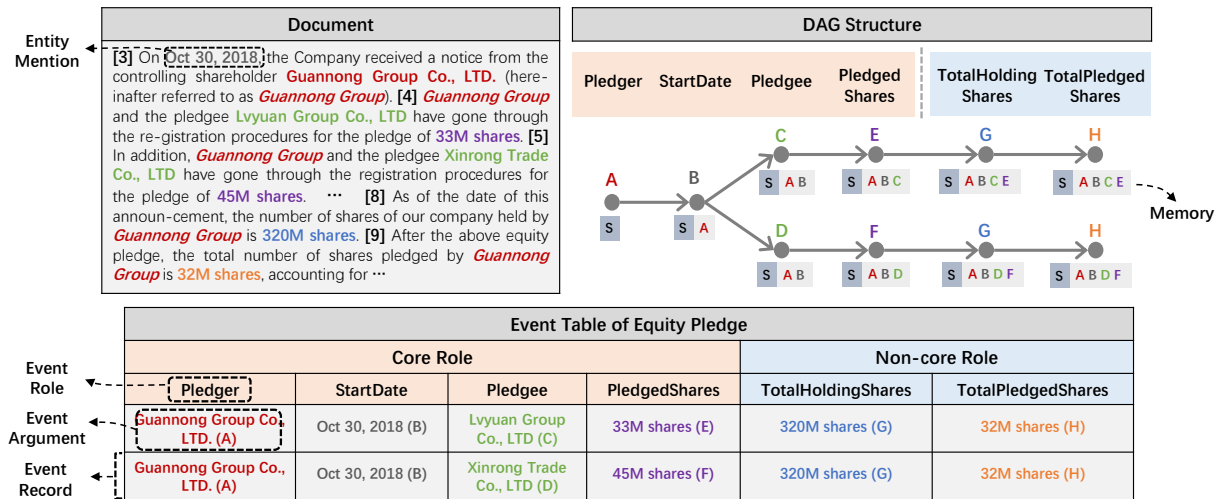 Document
Entity
Mention
[3] On Oct 30, 2018, the Company received a notice from the
controlling shareholder Guannong Group Co., LTD. (here-
inafter referred to as Guannong Group). [4] Guannong Group
and the pledgee Lvyuan Group Co., LTD have gone through
the re-gistration procedures for the pledge of 33M shares. [5]
In addition, Guannong Group and the pledgee Xinrong Trade
Co., LTD have gone through the registration procedures for
the pledge of 45M shares. ··· [8] As of the date of this
announ-cement, the number of shares of our company held by
Guannong Group is 320M shares. [9] After the above equity
pledge, the total number of shares pledged by Guannong
Group is 32M shares, accounting for ···
DAG Structure
Pledger StartDate Pledgee Pledged
Shares
TotalHolding
Shares
TotalPledged
Shares
C E G H
S A B
S A B C
S A B C E
S A B C E
A B
S
S A
Memory
D F G H
S A B
S A B D
S A B D F
S A B D F
Event Table of Equity Pledge
Core Role Non-core Role
Event
Role
Pledger StartDate Pledgee PledgedShares TotalHoldingShares TotalPledgedShares
Event
Argument
Guannong Group Co.,
LTD. (A)
Oct 30, 2018 (B)
Lvyuan Group
Co., LTD (C)
33M shares (E)
320M shares (G)
32M shares (H)
Event
Record
Guannong Group Co.,
LTD. (A)
Oct 30, 2018 (B)
Xinrong Trade
Co., LTD (D)
45M shares (F)
320M shares (G)
32M shares (H)